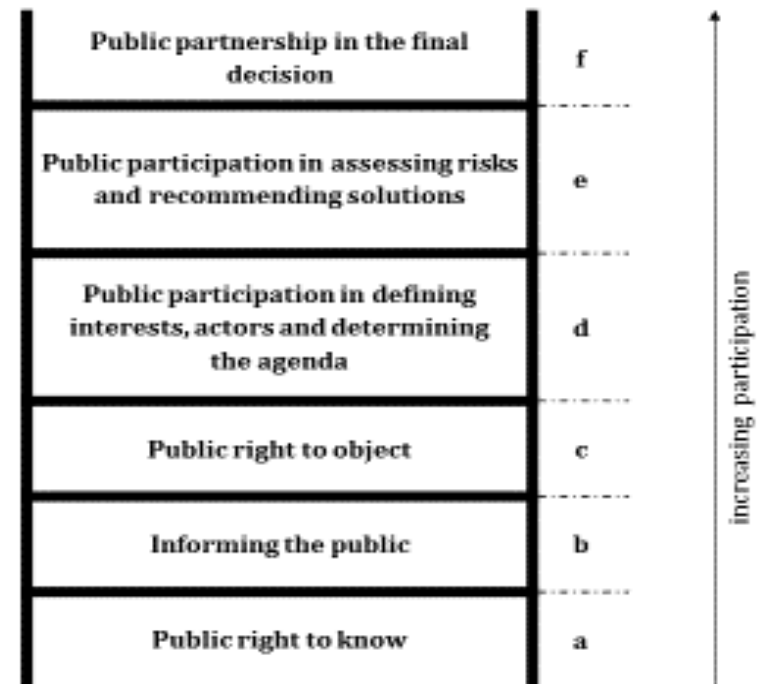 Public partnership in the final
decision
f
Public participation in assessing risks
and recommending solutions
e
Public participation in defining
interests, actors and determining
the agenda
d
Public right to object
c
Informing the public
b
Public right to know
a
increasing participation